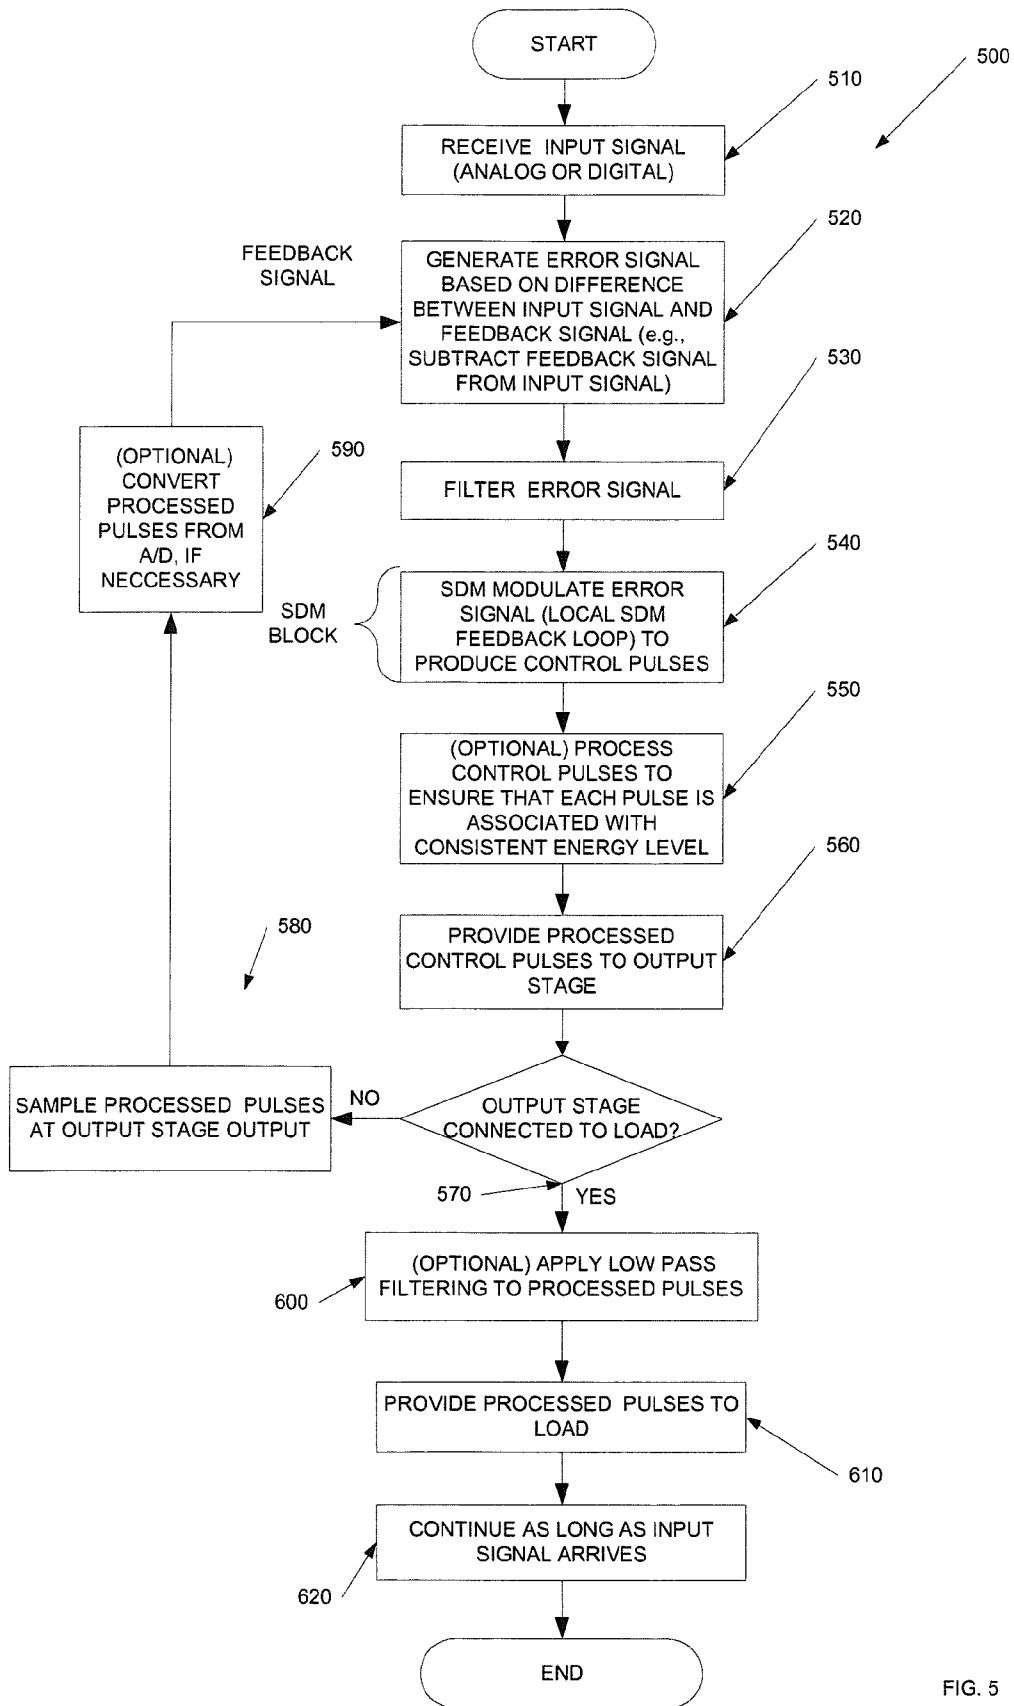 START
500
510
RECEIVE INPUT SIGNAL
(ANALOG OR DIGITAL)
520
FEEDBACK
SIGNAL
GENERATE ERROR SIGNAL
BASED ON DIFFERENCE
BETWEEN INPUT SIGNAL AND
FEEDBACK SIGNAL (e.g.,
SUBTRACT FEEDBACK SIGNAL
FROM INPUT SIGNAL)
530
(OPTIONAL)
CONVERT
PROCESSED
PULSES FROM
A/D, IF
NECCESSARY
590
FILTER ERROR SIGNAL
540
SDM
BLOCK
SDM MODULATE ERROR
SIGNAL (LOCAL SDM
FEEDBACK LOOP) TO
PRODUCE CONTROL PULSES
550
(OPTIONAL) PROCESS
CONTROL PULSES TO
ENSURE THAT EACH PULSE IS
ASSOCIATED WITH
CONSISTENT ENERGY LEVEL
560
580
PROVIDE PROCESSED
CONTROL PULSES TO OUTPUT
STAGE
SAMPLE PROCESSED PULSES
AT OUTPUT STAGE OUTPUT
NO
OUTPUT STAGE
CONNECTED TO LOAD?
570
YES
(OPTIONAL) APPLY LOW PASS
FILTERING TO PROCESSED PULSES
600
PROVIDE PROCESSED PULSES TO
LOAD
610
CONTINUE AS LONG AS INPUT
SIGNAL ARRIVES
620
END
FIG. 5